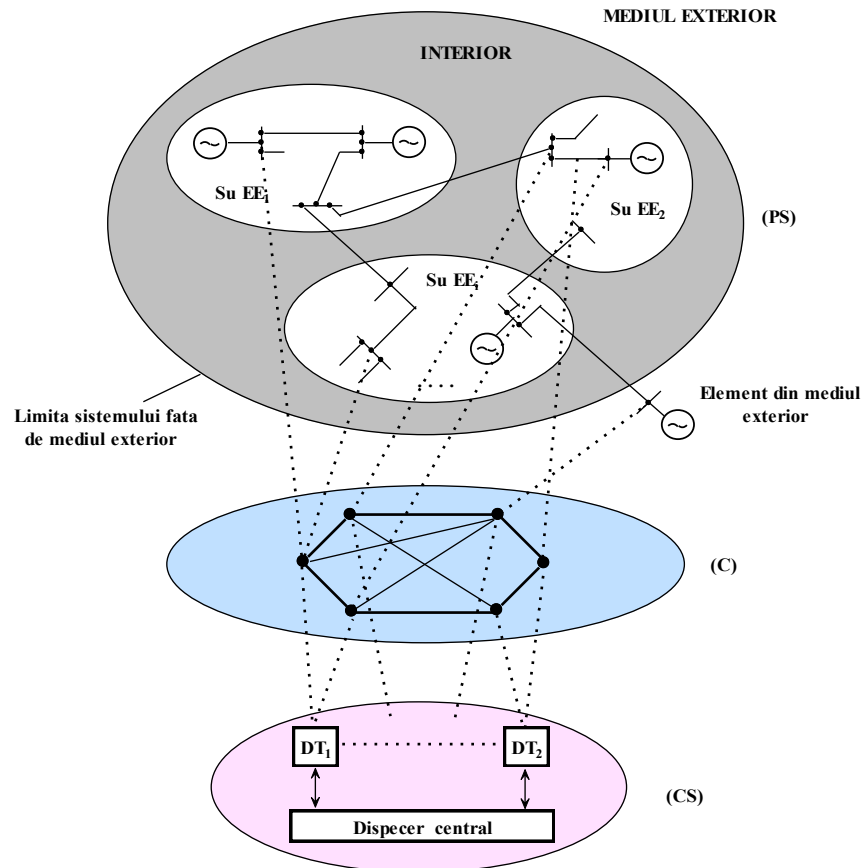 MEDIUL EXTERIOR
INTERIOR
Su EE₁
Su EE₂
(PS)
Su EEᵢ
Limita sistemului fata
de mediul exterior
Element din mediul
exterior
(C)
DT₁
DT₂
(CS)
Dispecer central